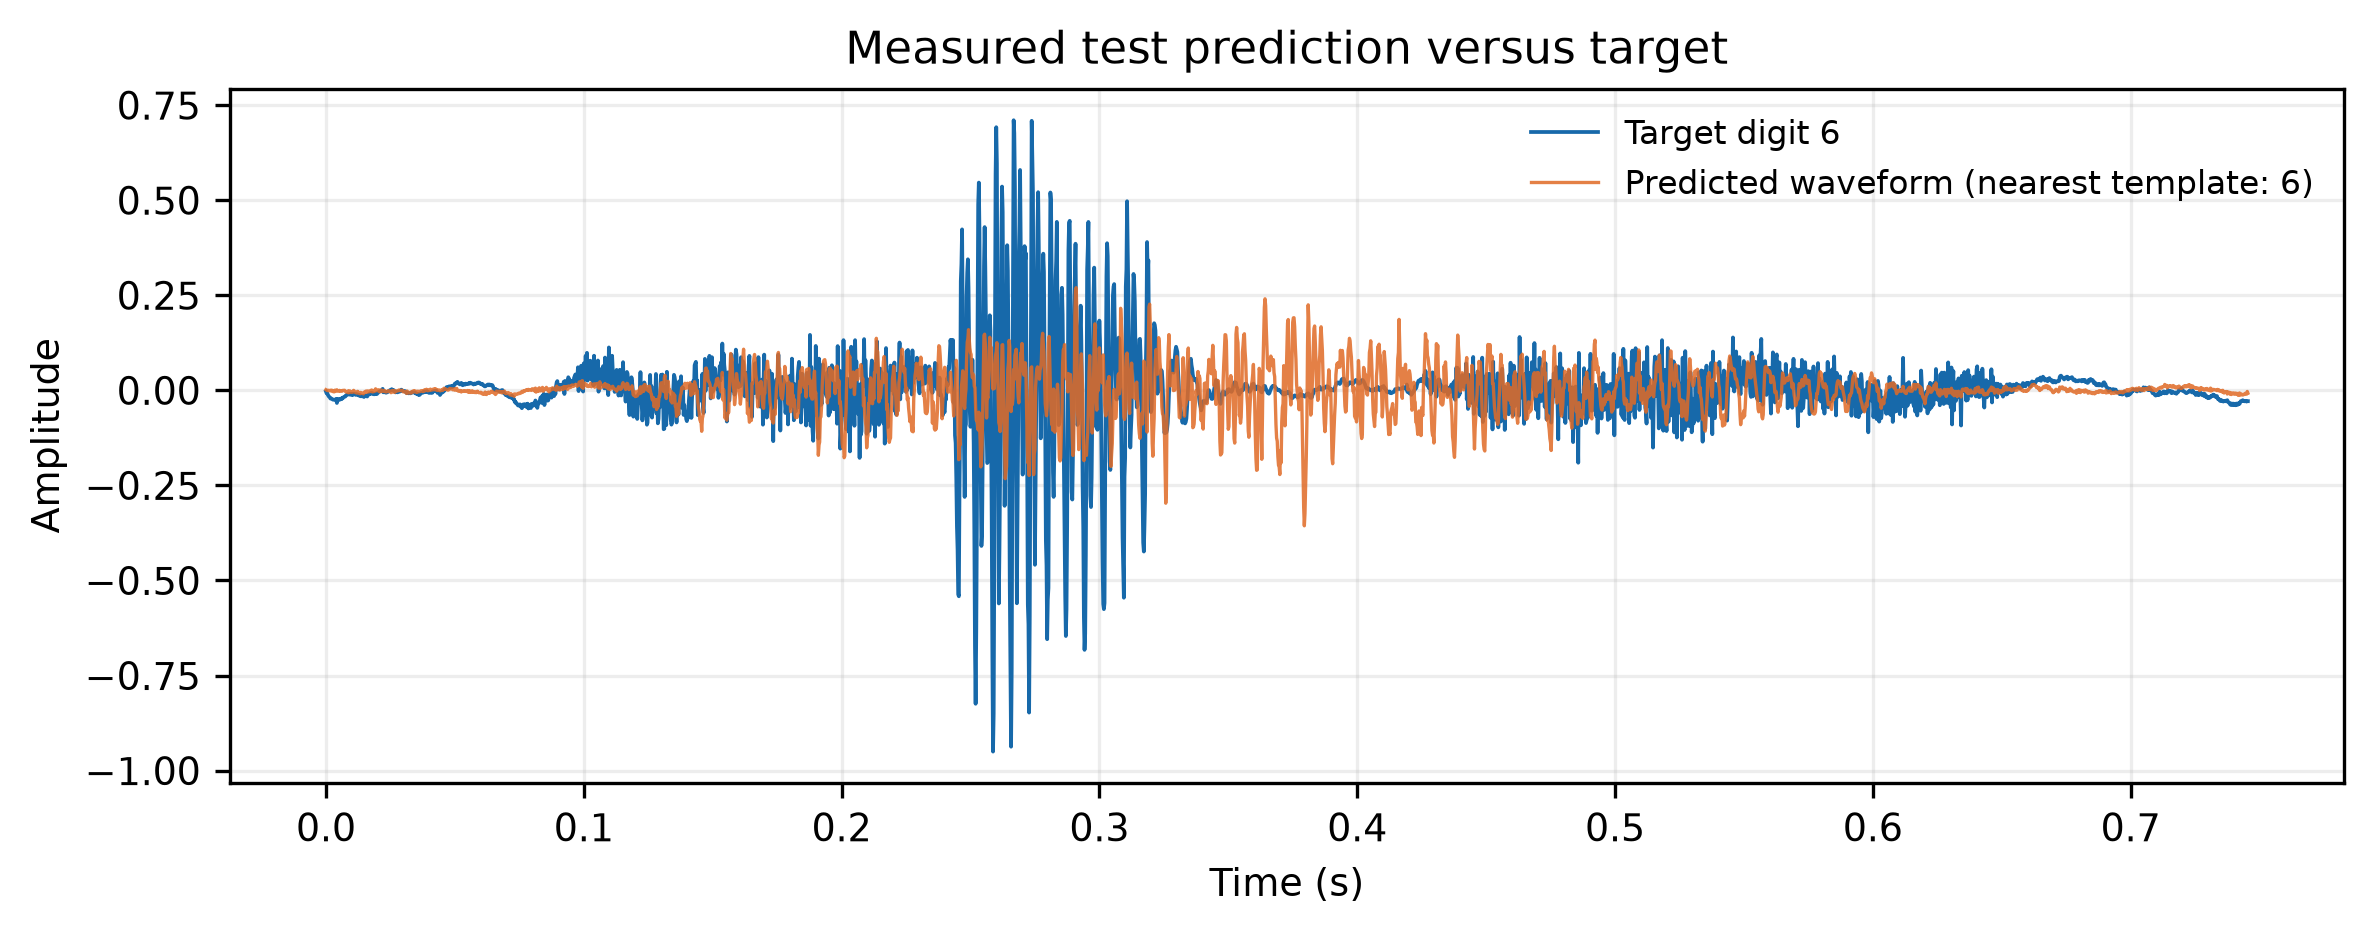 Measured test prediction versus target
Target digit 6
Predicted waveform (nearest template: 6)
Amplitude
0.75
0.50
0.25
0.00
−0.25
−0.50
−0.75
−1.00
0.0 0.1 0.2 0.3 0.4 0.5 0.6 0.7
Time (s)